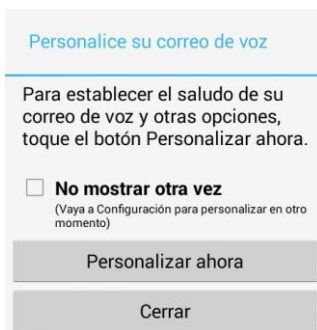 Personalice su correo de voz
Para establecer el saludo de su
correo de voz y otras opciones,
toque el botón Personalizar ahora.
No mostrar otra vez
(Vaya a Configuración para personalizar en otro
momento)
Personalizar ahora
Cerrar